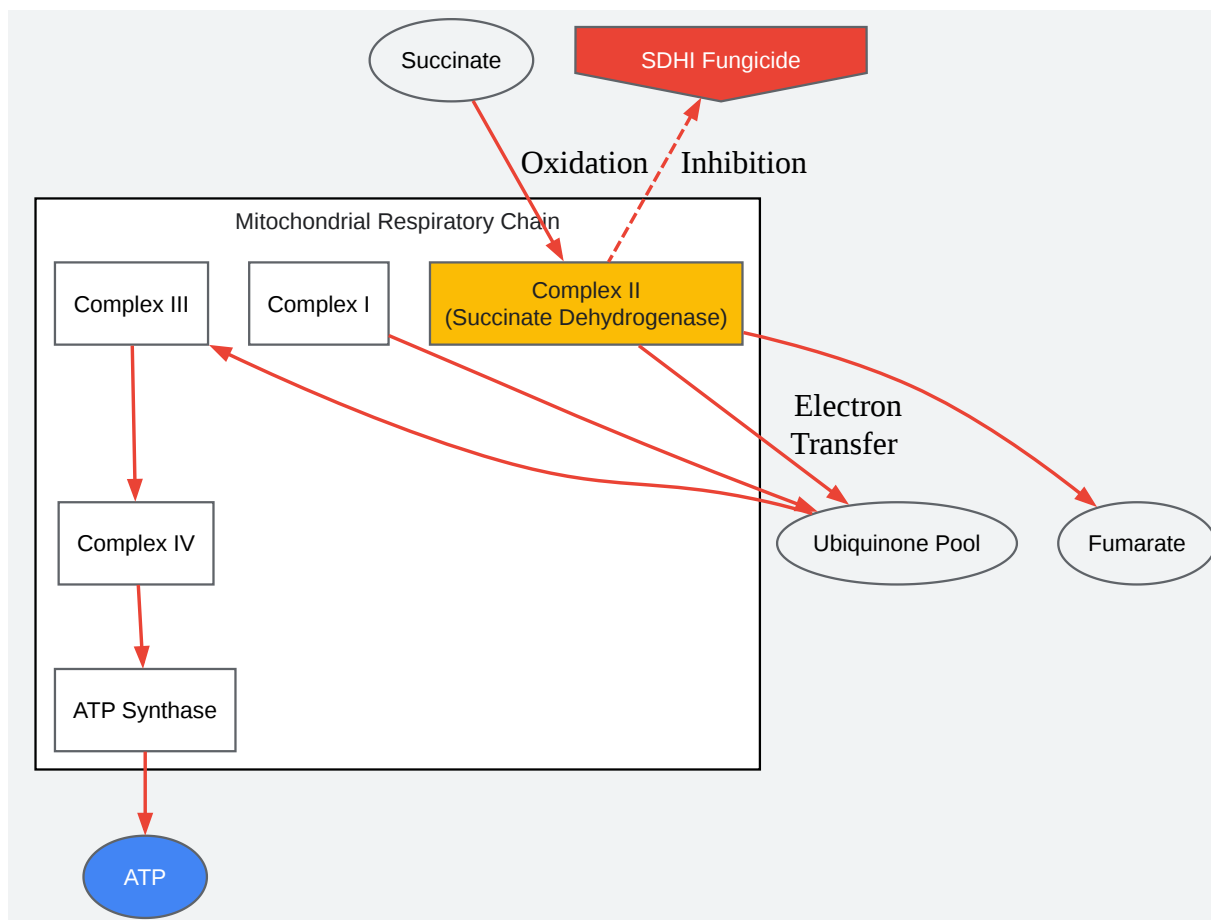 Succinate
SDHI Fungicide
Oxidation
Inhibition
Mitochondrial Respiratory Chain
Complex III
Complex I
Complex II
(Succinate Dehydrogenase)
Electron
Transfer
Complex IV
Ubiquinone Pool
Fumarate
ATP Synthase
ATP